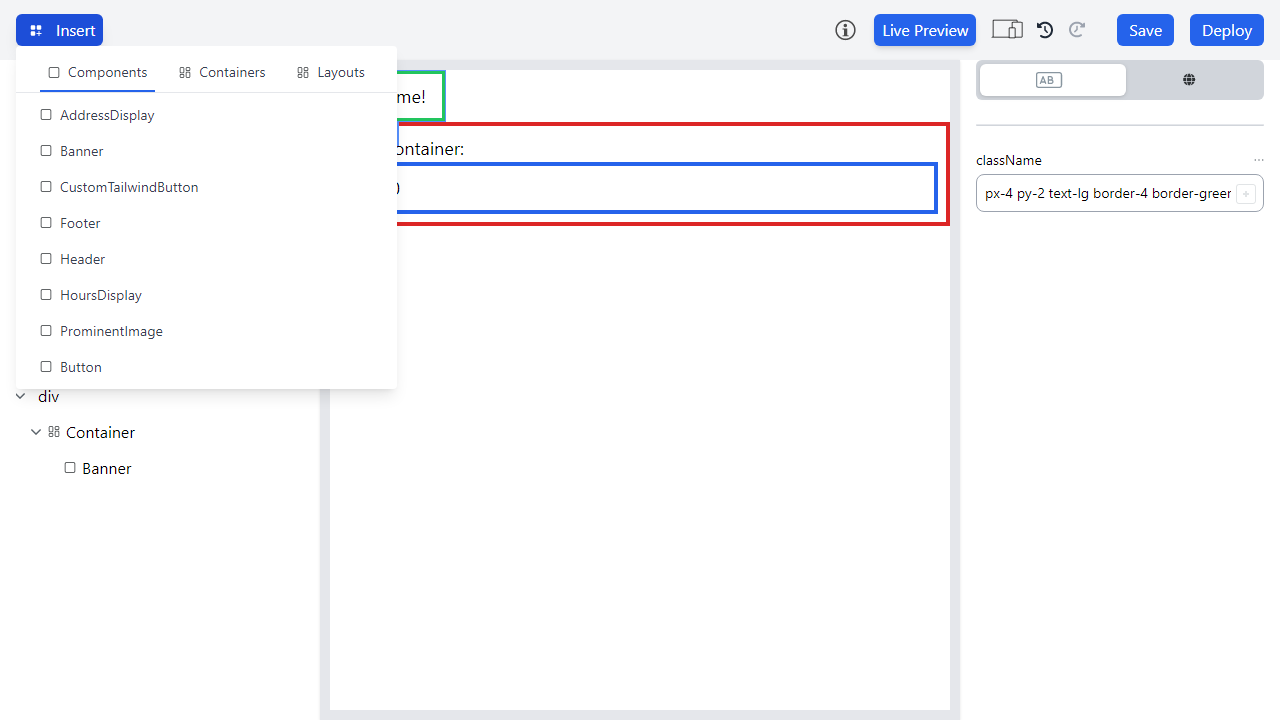 Insert
Live Preview
Save
Deploy
Components
Containers
Layouts
AddressDisplay
Banner
CustomTailwindButton
Footer
Header
HoursDisplay
ProminentImage
Button
me!
ontainer:
div
Container
Banner
AB
className
px-4 py-2 text-lg border-4 border-green